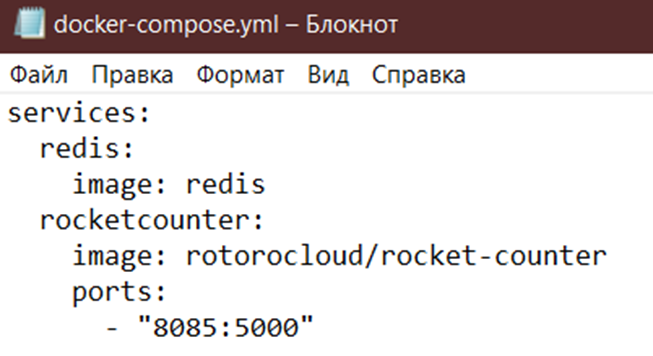 docker-compose.yml – Блокнот
Файл Правка Формат Вид Справка
services:
  redis:
    image: redis
  rocketcounter:
    image: rotorocloud/rocket-counter
    ports:
      - "8085:5000"